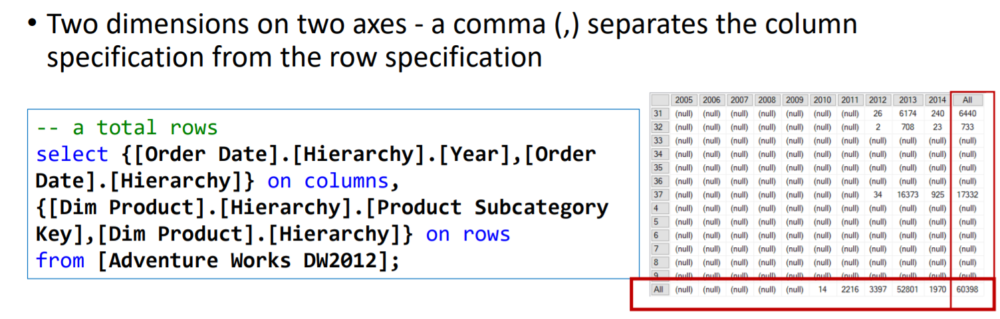 • Two dimensions on two axes - a comma (,) separates the column
specification from the row specification
-- a total rows
select {[Order Date].[Hierarchy].[Year],[Order
Date].[Hierarchy]} on columns,
{[Dim Product].[Hierarchy].[Product Subcategory
Key],[Dim Product].[Hierarchy]} on rows
from [Adventure Works DW2012];
2005 2006 2007 2008 2009 2010 2011 2012 2013 2014 All
31 (null) (null) (null) (null) (null) (null) (null) 26 6174 240 6440
32 (null) (null) (null) (null) (null) (null) (null) 2 708 23 733
33 (null) (null) (null) (null) (null) (null) (null) (null) (null) (null) (null)
34 (null) (null) (null) (null) (null) (null) (null) (null) (null) (null) (null)
35 (null) (null) (null) (null) (null) (null) (null) (null) (null) (null) (null)
36 (null) (null) (null) (null) (null) (null) (null) (null) (null) (null) (null)
37 (null) (null) (null) (null) (null) (null) (null) 34 16373 925 17332
4 (null) (null) (null) (null) (null) (null) (null) (null) (null) (null) (null)
5 (null) (null) (null) (null) (null) (null) (null) (null) (null) (null) (null)
6 (null) (null) (null) (null) (null) (null) (null) (null) (null) (null) (null)
7 (null) (null) (null) (null) (null) (null) (null) (null) (null) (null) (null)
8 (null) (null) (null) (null) (null) (null) (null) (null) (null) (null) (null)
9 (null) (null) (null) (null) (null) (null) (null) (null) (null) (null) (null)
All (null) (null) (null) (null) (null) 14 2216 3397 52801 1970 60398